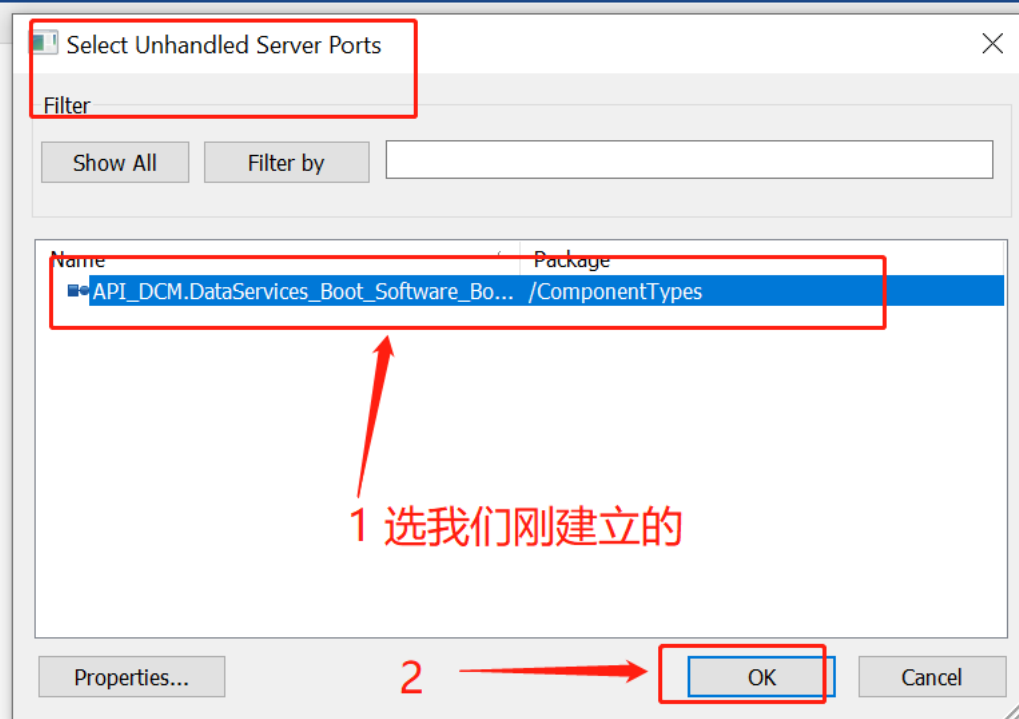 Select Unhandled Server Ports
Filter
Show All
Filter by
Name
Package
API_DCM.DataServices_Boot_Software_Bo...
/ComponentTypes
1 选我们刚建立的
Properties...
2
OK
Cancel